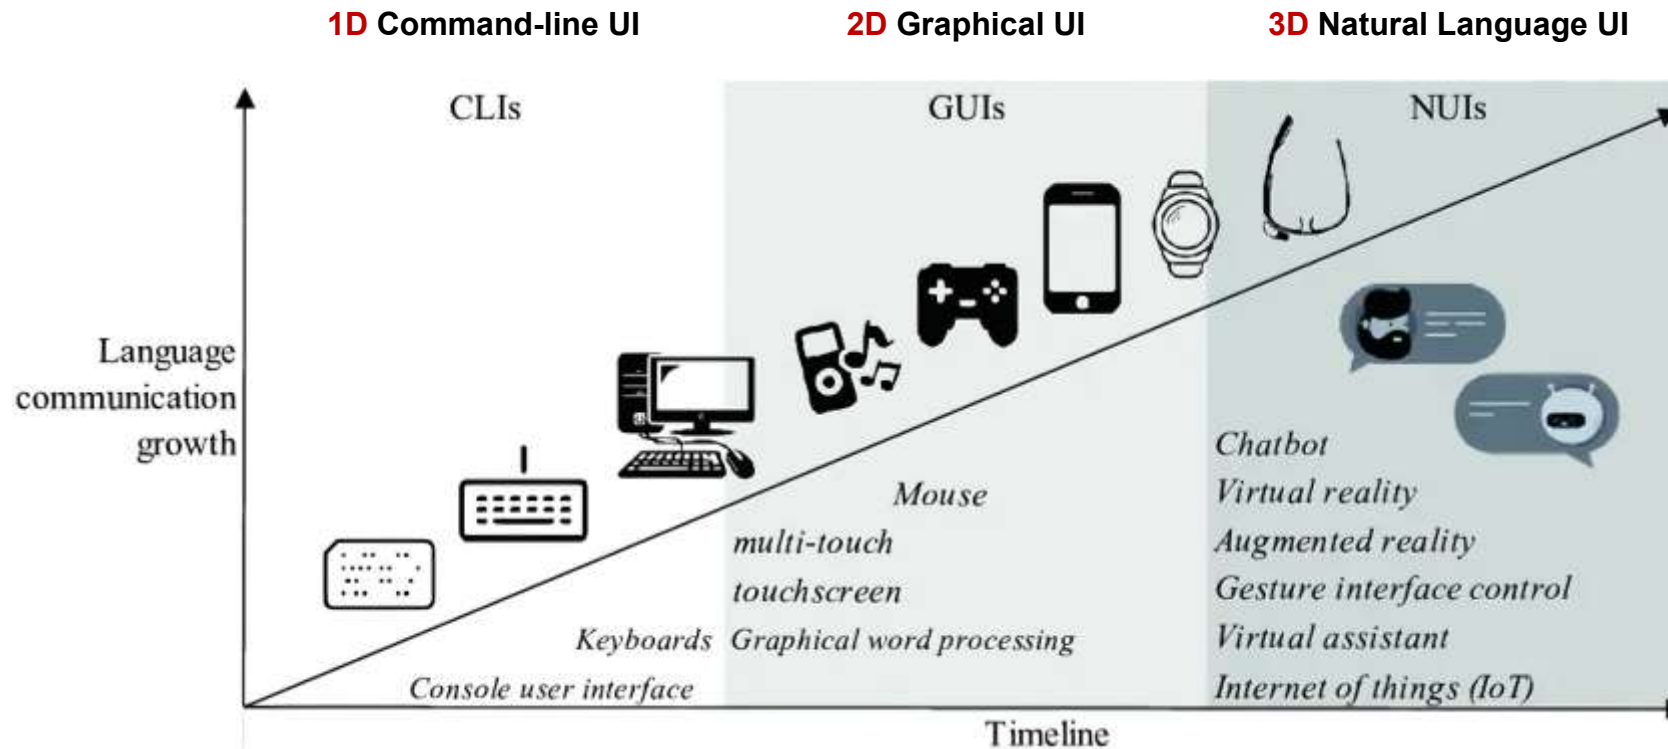 1D Command-line UI
2D Graphical UI
3D Natural Language UI
CLIs
GUIs
NUIs
Language
communication
growth
Chatbot
Mouse
Virtual reality
multi-touch
Augmented reality
touchscreen
Gesture interface control
Keyboards
Graphical word processing
Virtual assistant
Console user interface
Internet of things (IoT)
Timeline